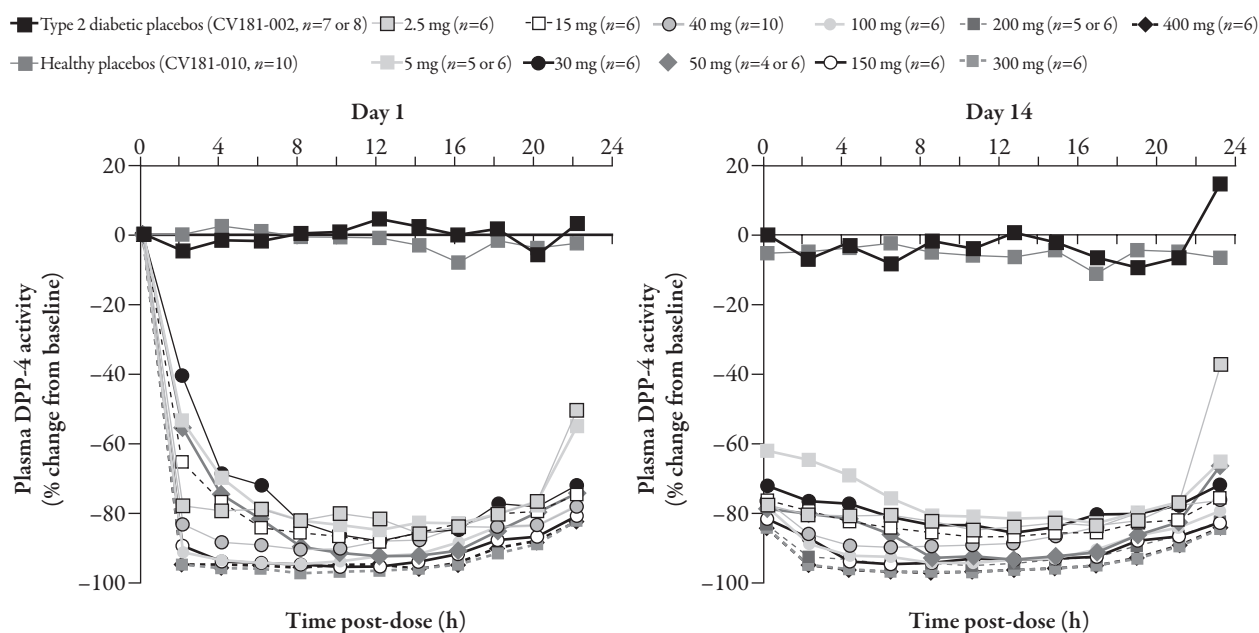 Type 2 diabetic placebos (CV181-002, n=7 or 8) 2.5 mg (n=6) 15 mg (n=6) 40 mg (n=10) 100 mg (n=6) 200 mg (n=5 or 6) 400 mg (n=6)
Healthy placebos (CV181-010, n=10) 5 mg (n=5 or 6) 30 mg (n=6) 50 mg (n=4 or 6) 150 mg (n=6) 300 mg (n=6)
Day 1
0 4 8 12 16 20 24
20
0
−20
−40
−60
−80
−100
Plasma DPP-4 activity
(% change from baseline)
Time post-dose (h)
Day 14
0 4 8 12 16 20 24
20
0
−20
−40
−60
−80
−100
Plasma DPP-4 activity
(% change from baseline)
Time post-dose (h)